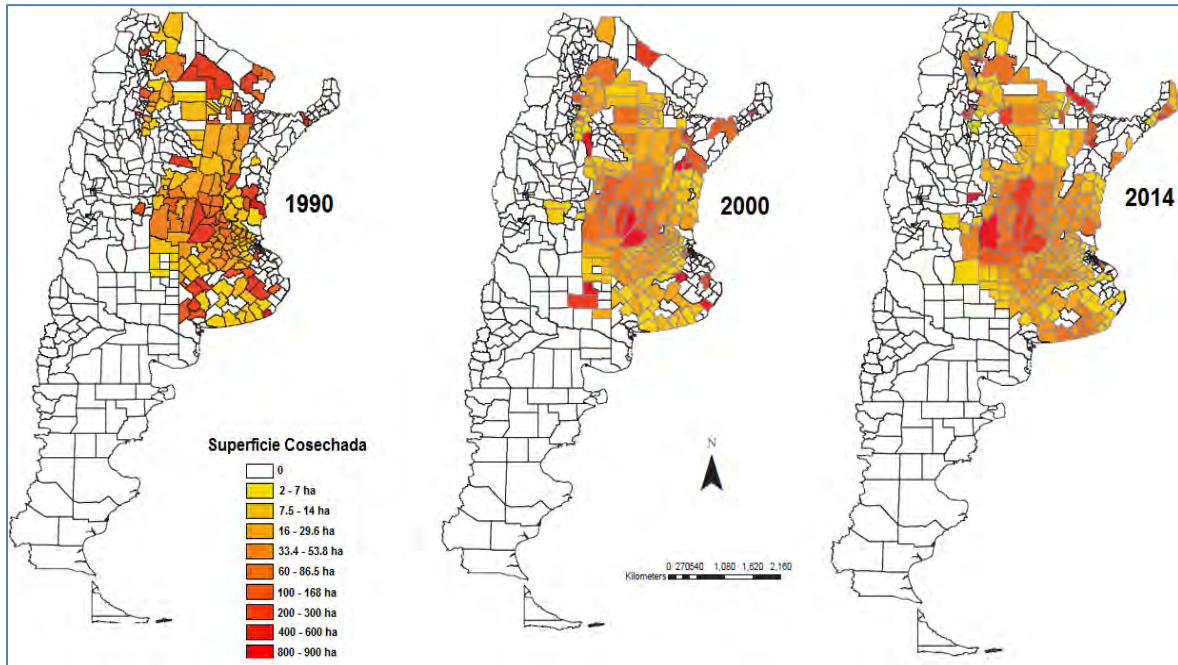 1990
2000
2014
Superficie Cosechada
0
2 - 7 ha
7.5 - 14 ha
16 - 29.6 ha
33.4 - 53.8 ha
60 - 86.5 ha
100 - 168 ha
200 - 300 ha
400 - 600 ha
800 - 900 ha
N
Kilometers 0 270540 1,080 1,620 2,160